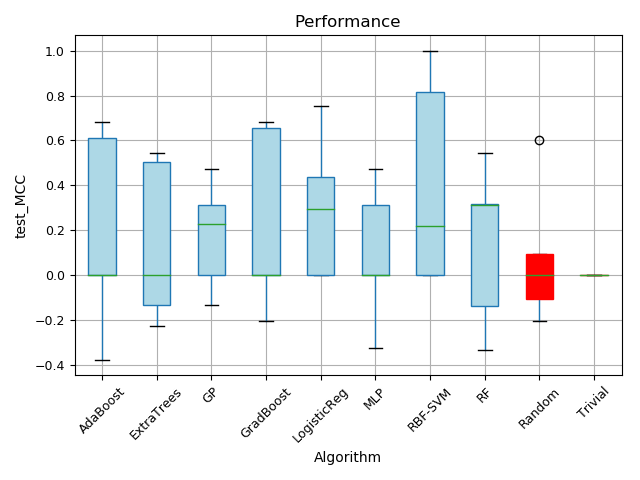 Performance
1.0
0.8
0.6
0.4
0.2
0.0
−0.2
−0.4
test_MCC
AdaBoost
ExtraTrees
GP
GradBoost
LogisticReg
MLP
RBF-SVM
RF
Random
Trivial
Algorithm